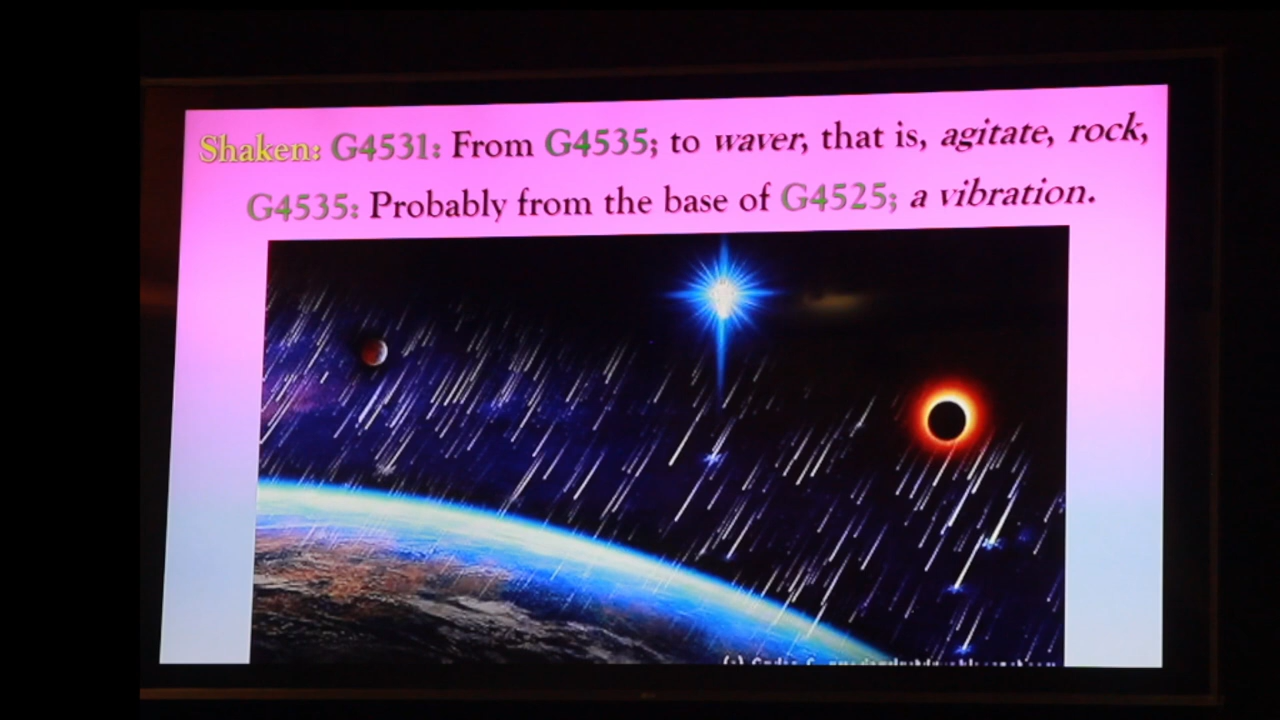 Shaken: G4531: From G4535; to waver, that is, agitate, rock,
G4535: Probably from the base of G4525; a vibration.